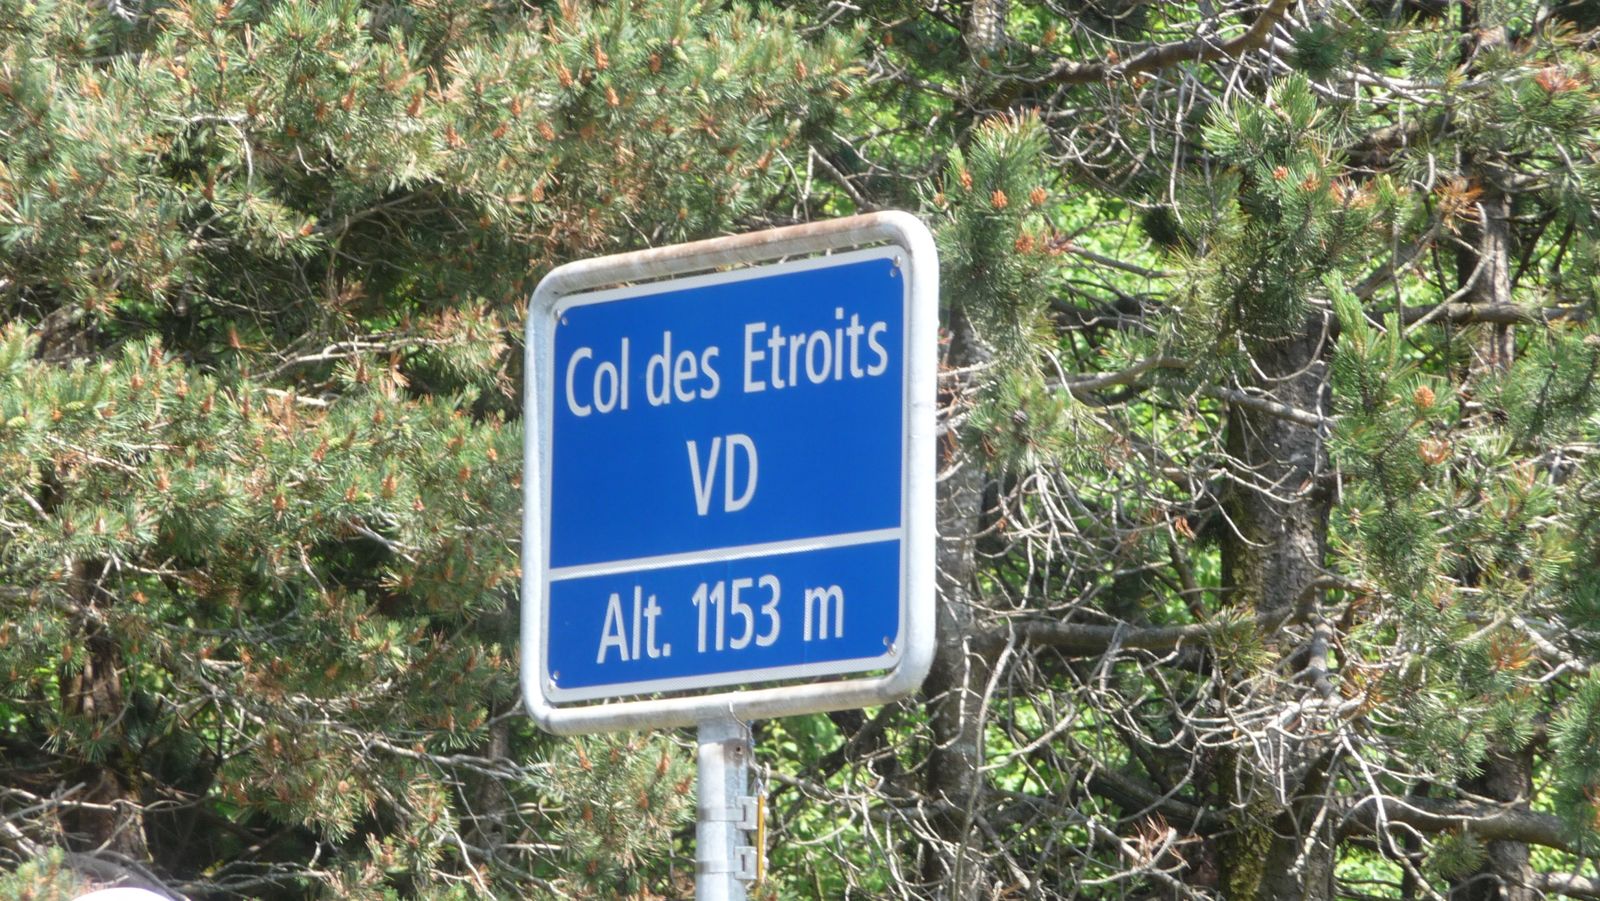 Col des Etroits
VD
Alt. 1153 m